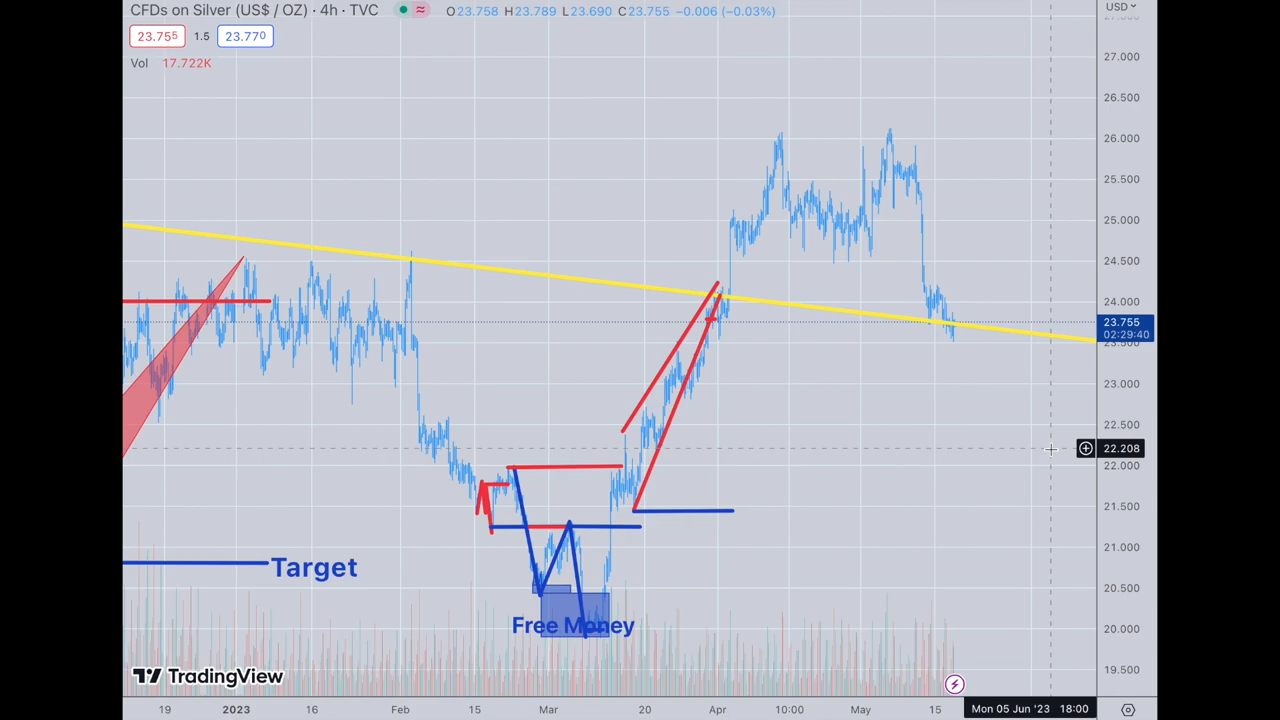 CFDs on Silver (US$ / OZ) · 4h · TVC ≈ O23.758 H23.789 L23.690 C23.755 −0.006 (−0.03%)
USD
23.755 1.5 23.770
Vol 17.722K
27.500
27.000
26.500
26.000
25.500
25.000
24.500
24.000
23.755
02:29:40
23.500
23.000
22.500
22.208
22.000
21.500
21.000
Target
20.500
Free Money
20.000
19.500
TradingView
19 2023 16 Feb 15 Mar 20 Apr 10:00 May 15 Mon 05 Jun '23 18:00